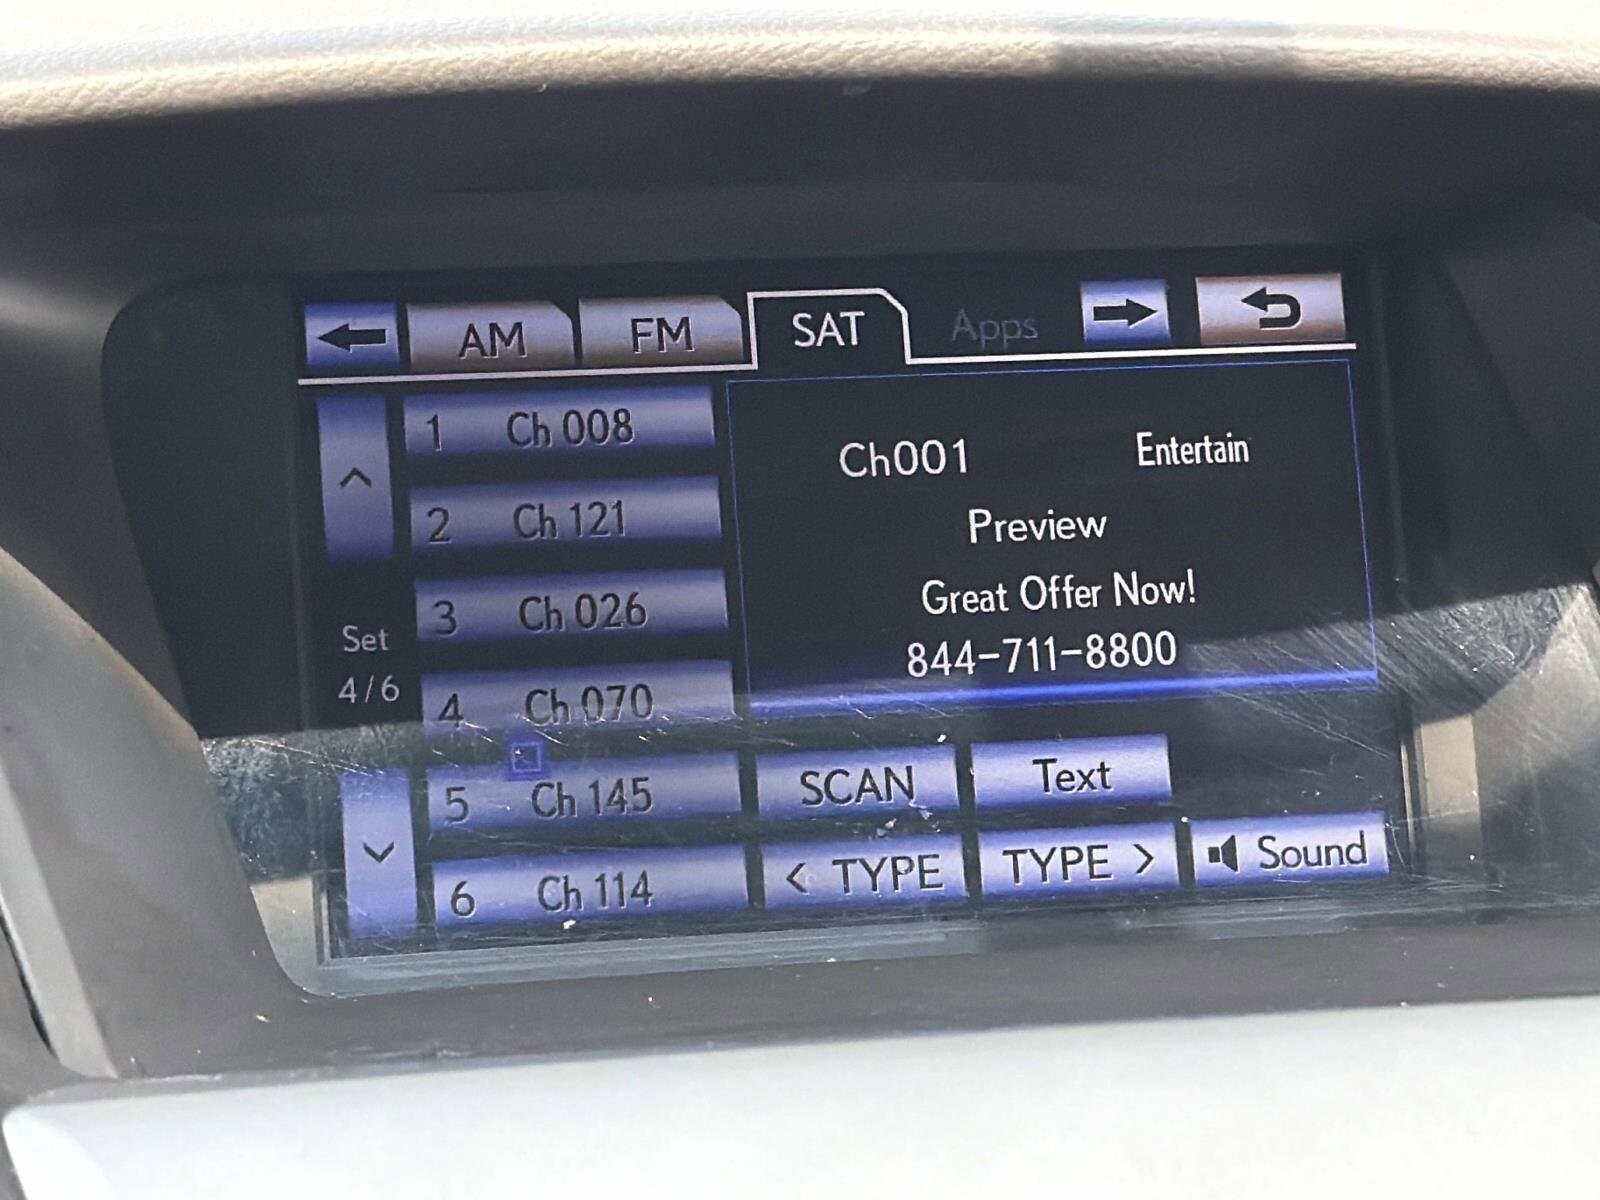 AM FM SAT Apps
1 Ch 008
2 Ch 121
3 Ch 026
4 Ch 070
5 Ch 145
6 Ch 114
Set
4/6
Ch001 Entertain
Preview
Great Offer Now!
844-711-8800
SCAN Text
< TYPE TYPE > Sound